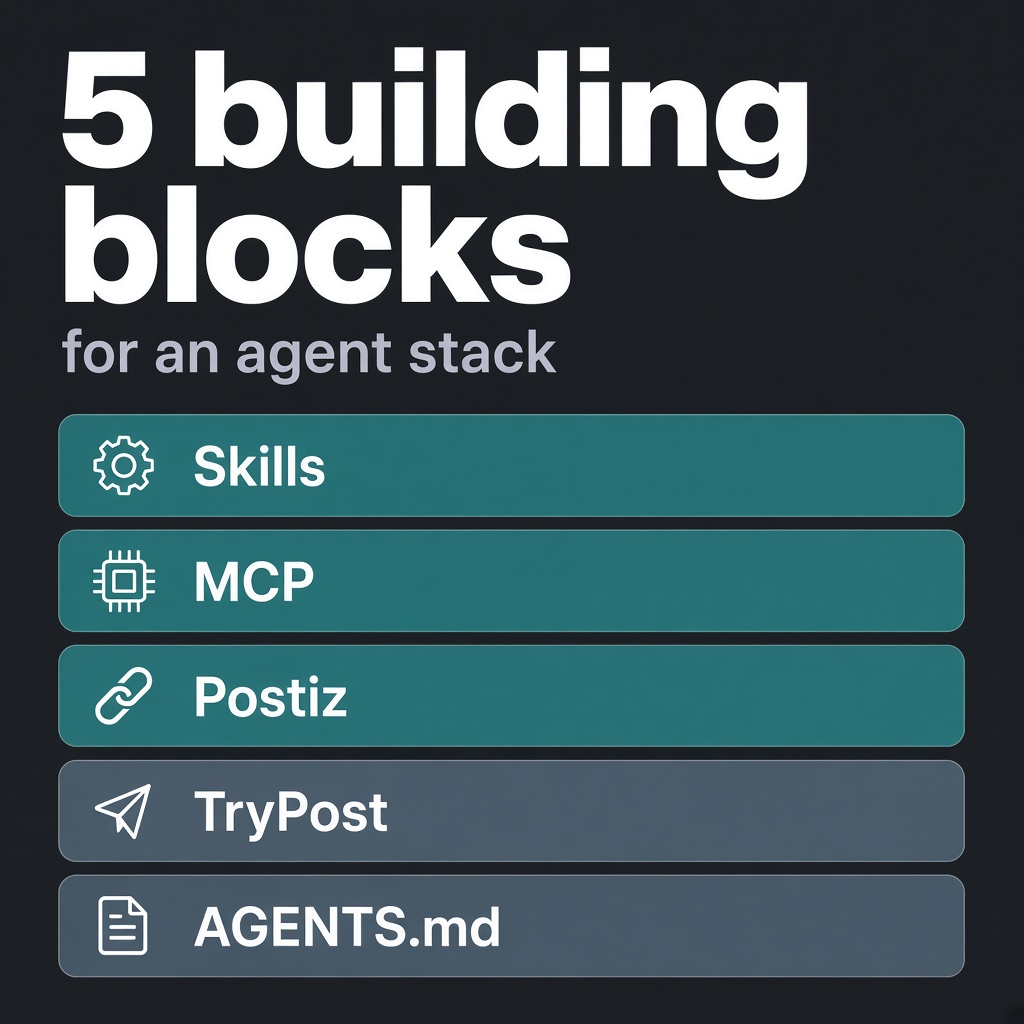 5 building
blocks
for an agent stack
Skills
MCP
Postiz
TryPost
AGENTS.md